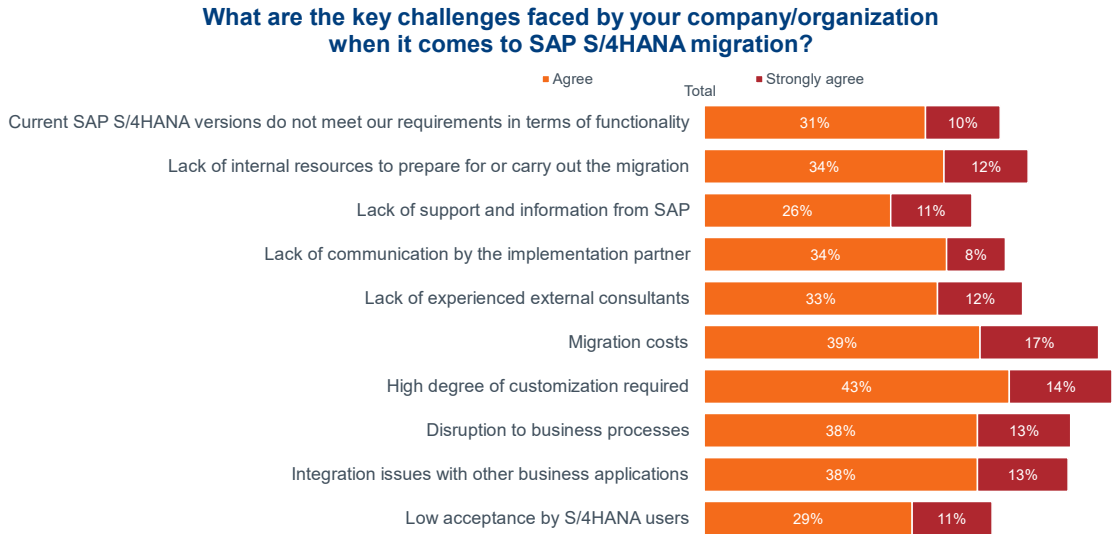 What are the key challenges faced by your company/organization
when it comes to SAP S/4HANA migration?
Agree Strongly agree
Total
Current SAP S/4HANA versions do not meet our requirements in terms of functionality 31% 10%
Lack of internal resources to prepare for or carry out the migration 34% 12%
Lack of support and information from SAP 26% 11%
Lack of communication by the implementation partner 34% 8%
Lack of experienced external consultants 33% 12%
Migration costs 39% 17%
High degree of customization required 43% 14%
Disruption to business processes 38% 13%
Integration issues with other business applications 38% 13%
Low acceptance by S/4HANA users 29% 11%